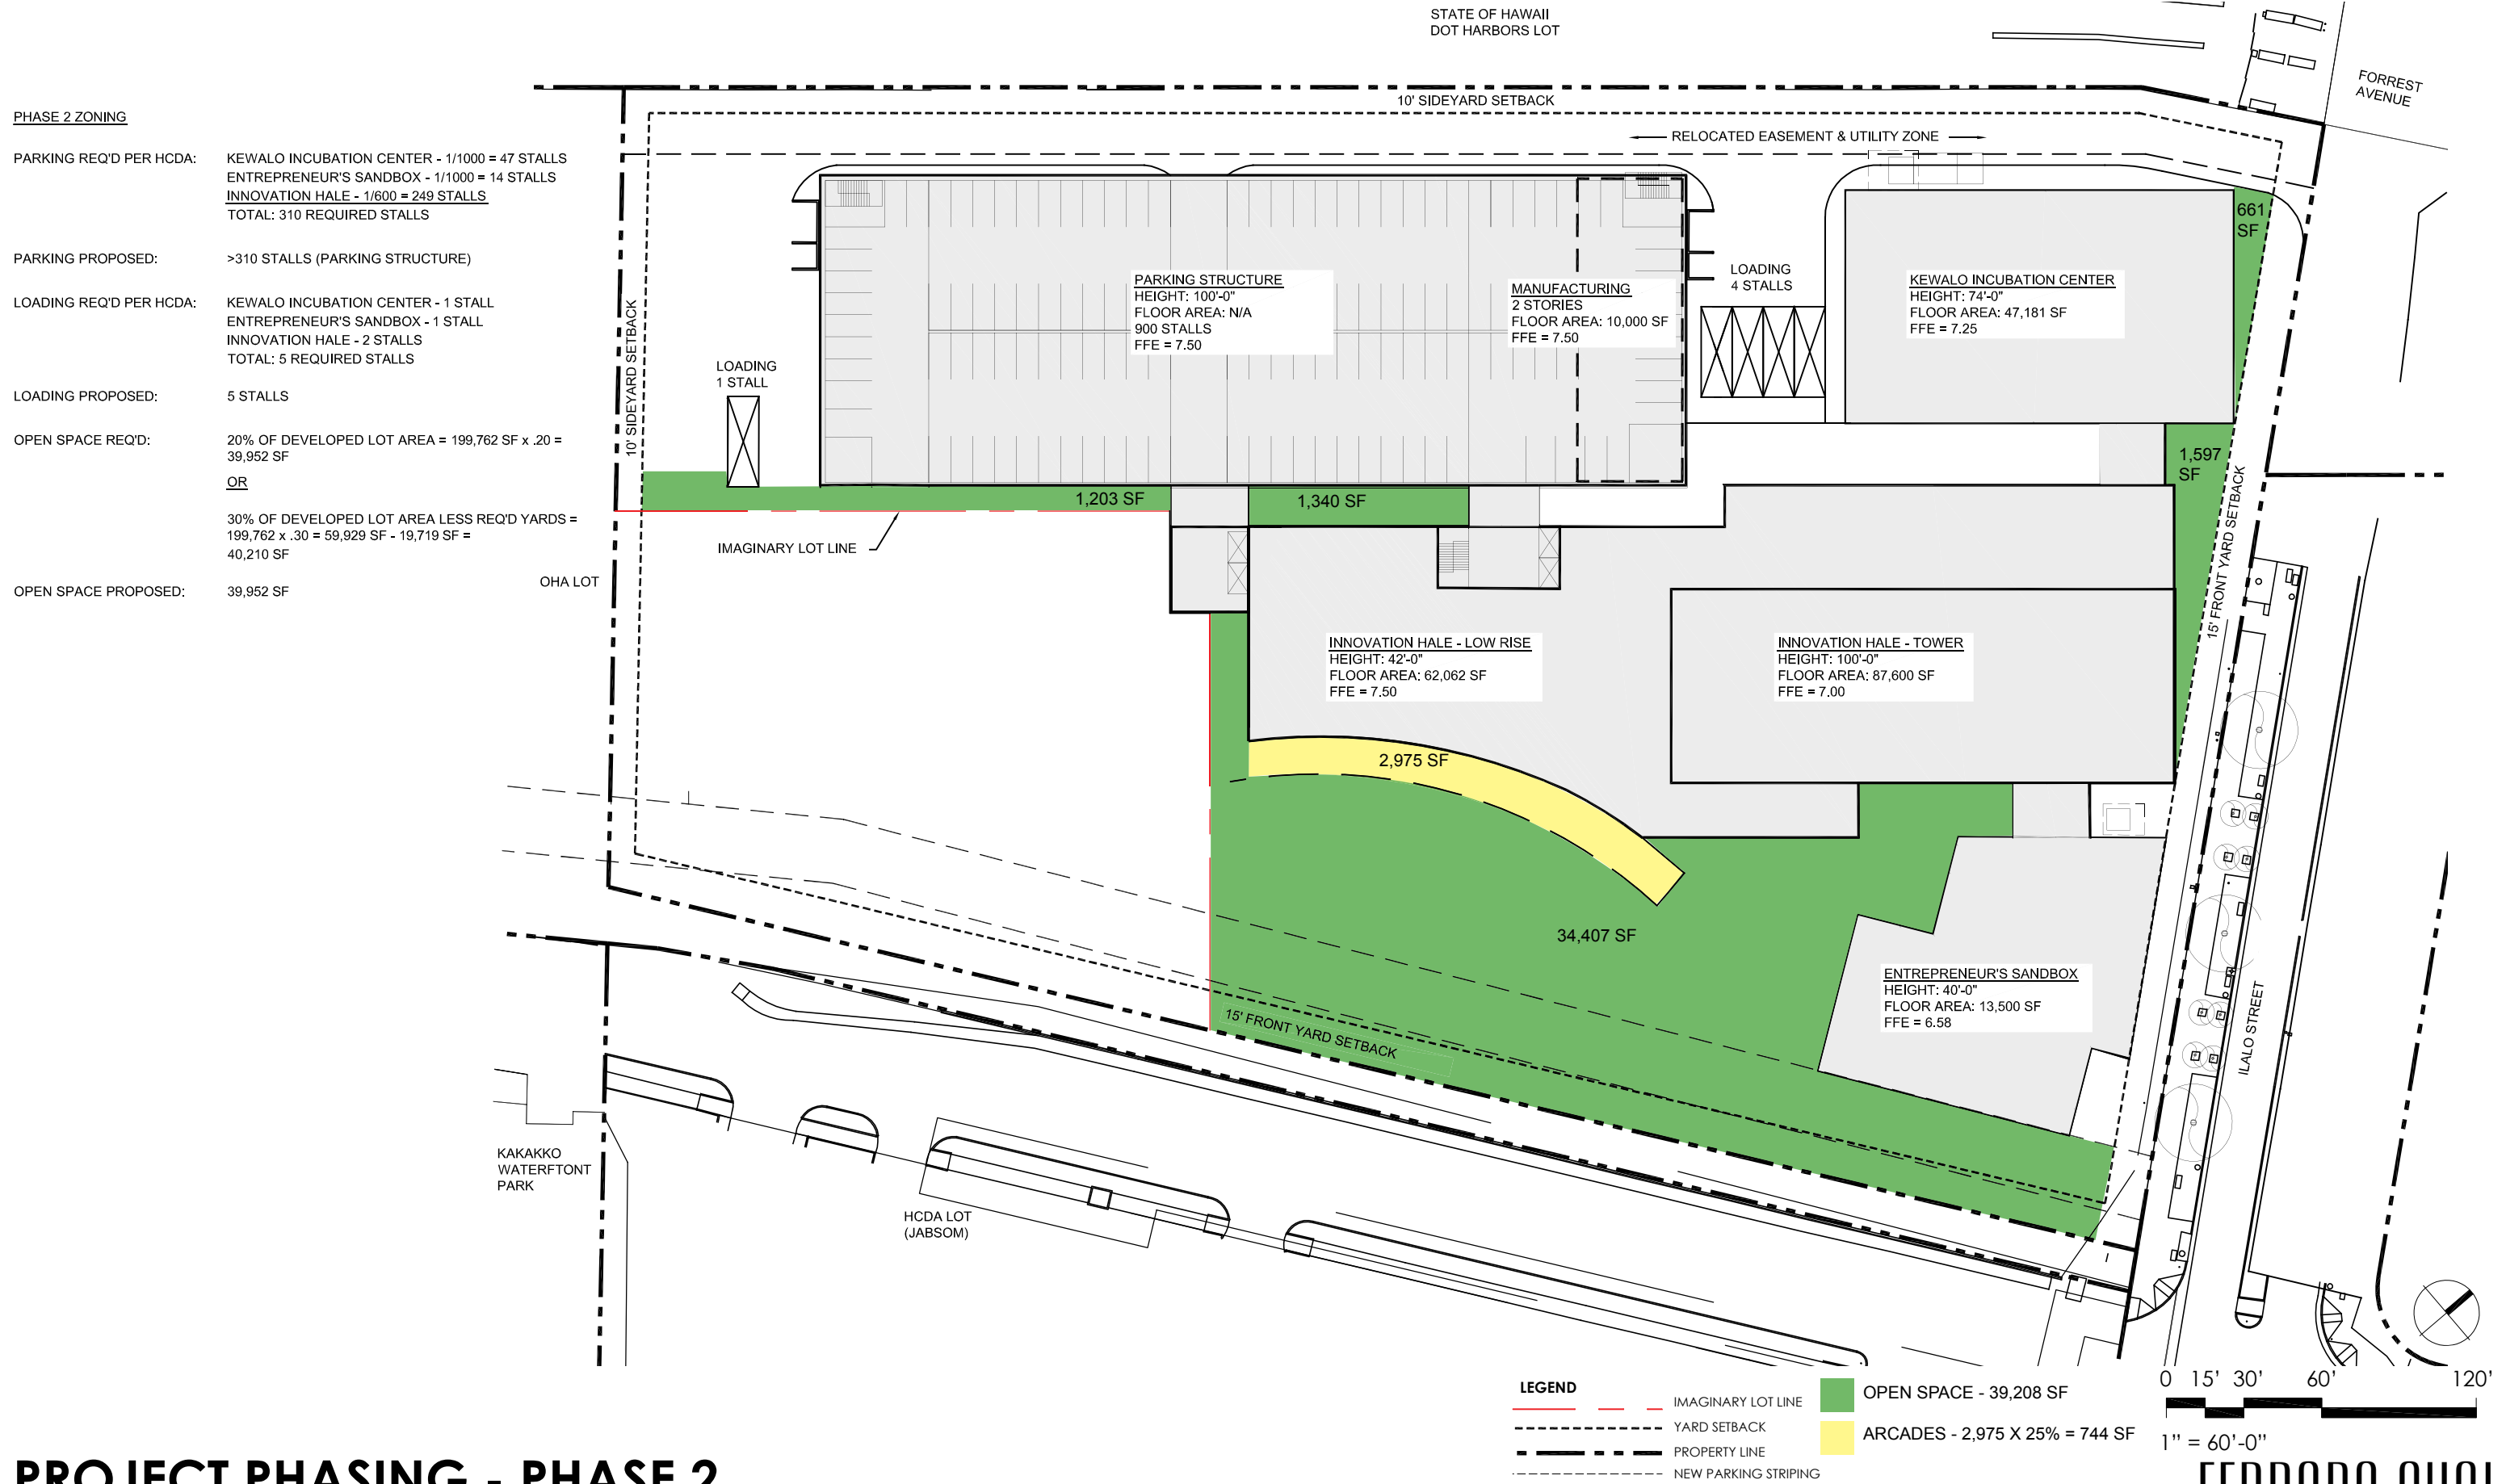 STATE OF HAWAII
DOT HARBORS LOT
FORREST
AVENUE
10' SIDEYARD SETBACK
RELOCATED EASEMENT & UTILITY ZONE
PHASE 2 ZONING
PARKING REQ'D PER HCDA:
KEWALO INCUBATION CENTER - 1/1000 = 47 STALLS
ENTREPRENEUR'S SANDBOX - 1/1000 = 14 STALLS
INNOVATION HALE - 1/600 = 249 STALLS
TOTAL: 310 REQUIRED STALLS
PARKING PROPOSED:
>310 STALLS (PARKING STRUCTURE)
LOADING REQ'D PER HCDA:
KEWALO INCUBATION CENTER - 1 STALL
ENTREPRENEUR'S SANDBOX - 1 STALL
INNOVATION HALE - 2 STALLS
TOTAL: 5 REQUIRED STALLS
LOADING PROPOSED:
5 STALLS
OPEN SPACE REQ'D:
20% OF DEVELOPED LOT AREA = 199,762 SF x .20 =
39,952 SF
OR
30% OF DEVELOPED LOT AREA LESS REQ'D YARDS =
199,762 x .30 = 59,929 SF - 19,719 SF =
40,210 SF
OPEN SPACE PROPOSED:
39,952 SF
10' SIDEYARD SETBACK
LOADING
1 STALL
PARKING STRUCTURE
HEIGHT: 100'-0"
FLOOR AREA: N/A
900 STALLS
FFE = 7.50
MANUFACTURING
2 STORIES
FLOOR AREA: 10,000 SF
FFE = 7.50
LOADING
4 STALLS
KEWALO INCUBATION CENTER
HEIGHT: 74'-0"
FLOOR AREA: 47,181 SF
FFE = 7.25
661
SF
1,597
SF
15' FRONT YARD SETBACK
1,203 SF
1,340 SF
IMAGINARY LOT LINE
OHA LOT
INNOVATION HALE - LOW RISE
HEIGHT: 42'-0"
FLOOR AREA: 62,062 SF
FFE = 7.50
INNOVATION HALE - TOWER
HEIGHT: 100'-0"
FLOOR AREA: 87,600 SF
FFE = 7.00
2,975 SF
34,407 SF
ENTREPRENEUR'S SANDBOX
HEIGHT: 40'-0"
FLOOR AREA: 13,500 SF
FFE = 6.58
15' FRONT YARD SETBACK
ILALO STREET
KAKAKKO
WATERFTONT
PARK
HCDA LOT
(JABSOM)
LEGEND
IMAGINARY LOT LINE
YARD SETBACK
PROPERTY LINE
NEW PARKING STRIPING
OPEN SPACE - 39,208 SF
ARCADES - 2,975 X 25% = 744 SF
0 15' 30' 60' 120'
1" = 60'-0"
PROJECT PHASING - PHASE 2